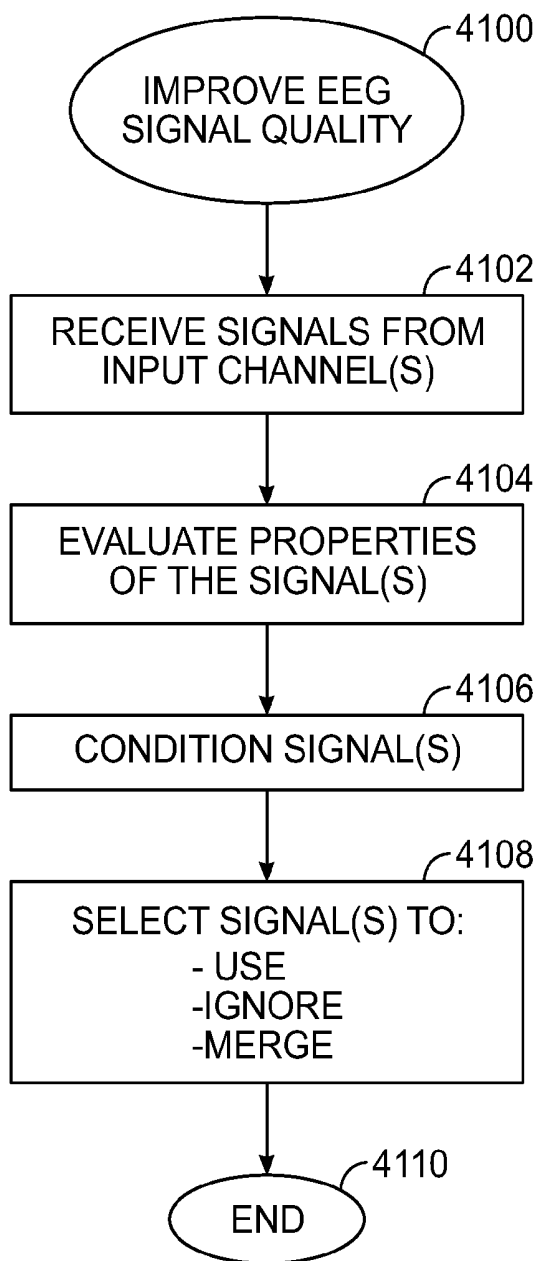 4100
IMPROVE EEG
SIGNAL QUALITY
4102
RECEIVE SIGNALS FROM
INPUT CHANNEL(S)
4104
EVALUATE PROPERTIES
OF THE SIGNAL(S)
4106
CONDITION SIGNAL(S)
4108
SELECT SIGNAL(S) TO:
- USE
-IGNORE
-MERGE
4110
END